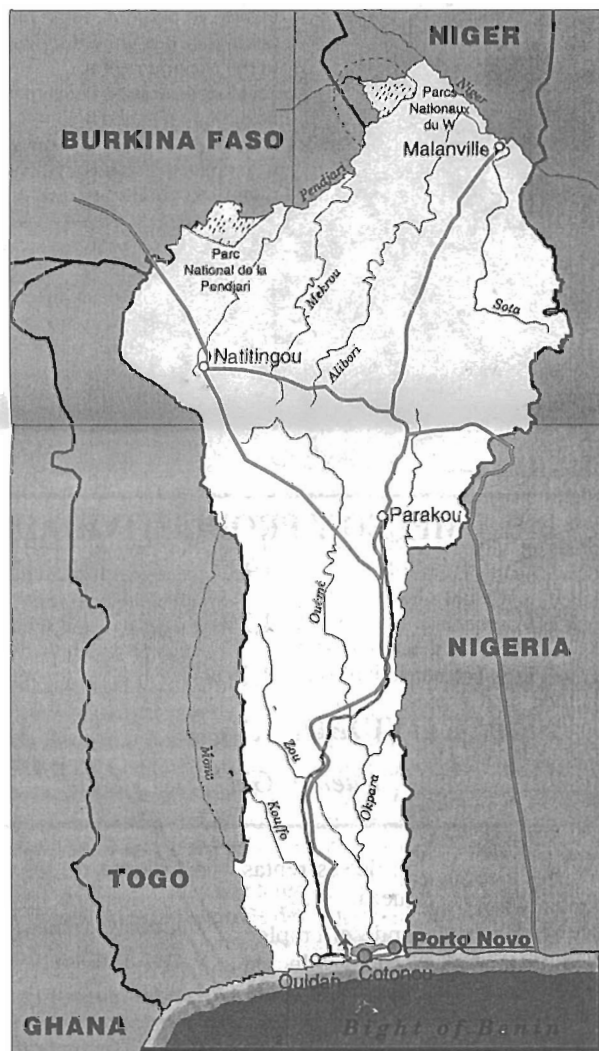 NIGER
Niger
Parcs
Nationaux
du W
BURKINA FASO
Malanville
Pendjari
Parc
National de la
Pendjari
Mekrou
Sota
Natitingou
Alibori
Parakou
Ouémé
NIGERIA
Zou
Mono
Okpara
Kouffo
TOGO
Porto Novo
Ouidah
Cotonou
GHANA
Bight of Benin